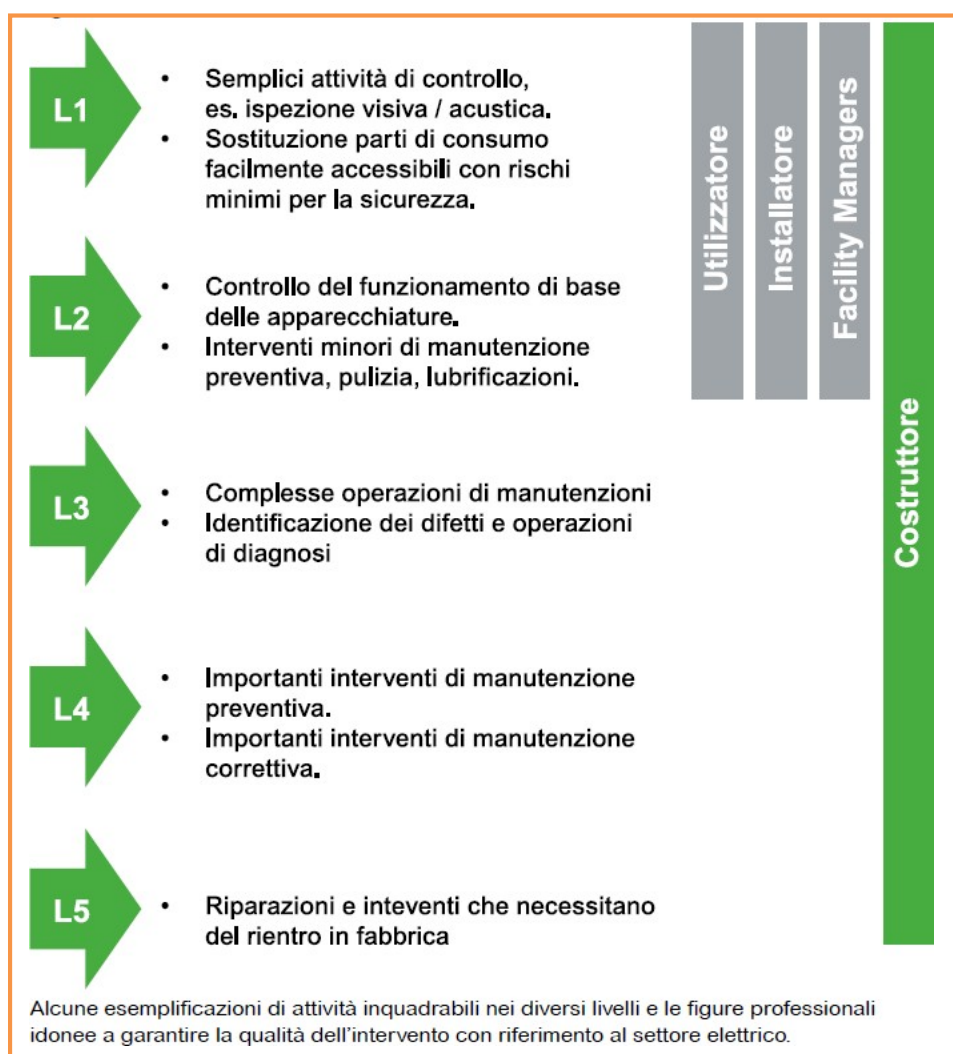 L1
• Semplici attività di controllo,
es. ispezione visiva / acustica.
• Sostituzione parti di consumo
facilmente accessibili con rischi
minimi per la sicurezza.
L2
• Controllo del funzionamento di base
delle apparecchiature.
• Interventi minori di manutenzione
preventiva, pulizia, lubrificazioni.
L3
• Complesse operazioni di manutenzioni
• Identificazione dei difetti e operazioni
di diagnosi
L4
• Importanti interventi di manutenzione
preventiva.
• Importanti interventi di manutenzione
correttiva.
L5
• Riparazioni e inteventi che necessitano
del rientro in fabbrica
Utilizzatore
Installatore
Facility Managers
Costruttore
Alcune esemplificazioni di attività inquadrabili nei diversi livelli e le figure professionali
idonee a garantire la qualità dell'intervento con riferimento al settore elettrico.